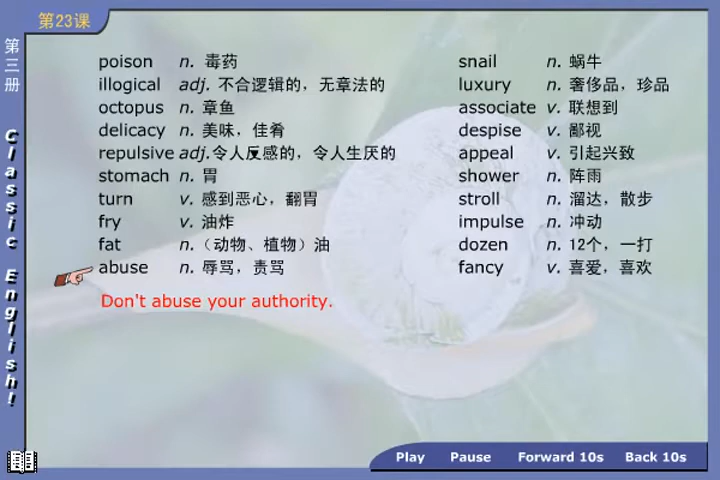 第23课
第三册
Classic English!
poison n. 毒药
illogical adj. 不合逻辑的，无章法的
octopus n. 章鱼
delicacy n. 美味，佳肴
repulsive adj.令人反感的，令人生厌的
stomach n. 胃
turn v. 感到恶心，翻胃
fry v. 油炸
fat n.（动物、植物）油
abuse n. 辱骂，责骂
Don't abuse your authority.
snail n. 蜗牛
luxury n. 奢侈品，珍品
associate v. 联想到
despise v. 鄙视
appeal v. 引起兴致
shower n. 阵雨
stroll n. 溜达，散步
impulse n. 冲动
dozen n. 12个，一打
fancy v. 喜爱，喜欢
Play Pause Forward 10s Back 10s